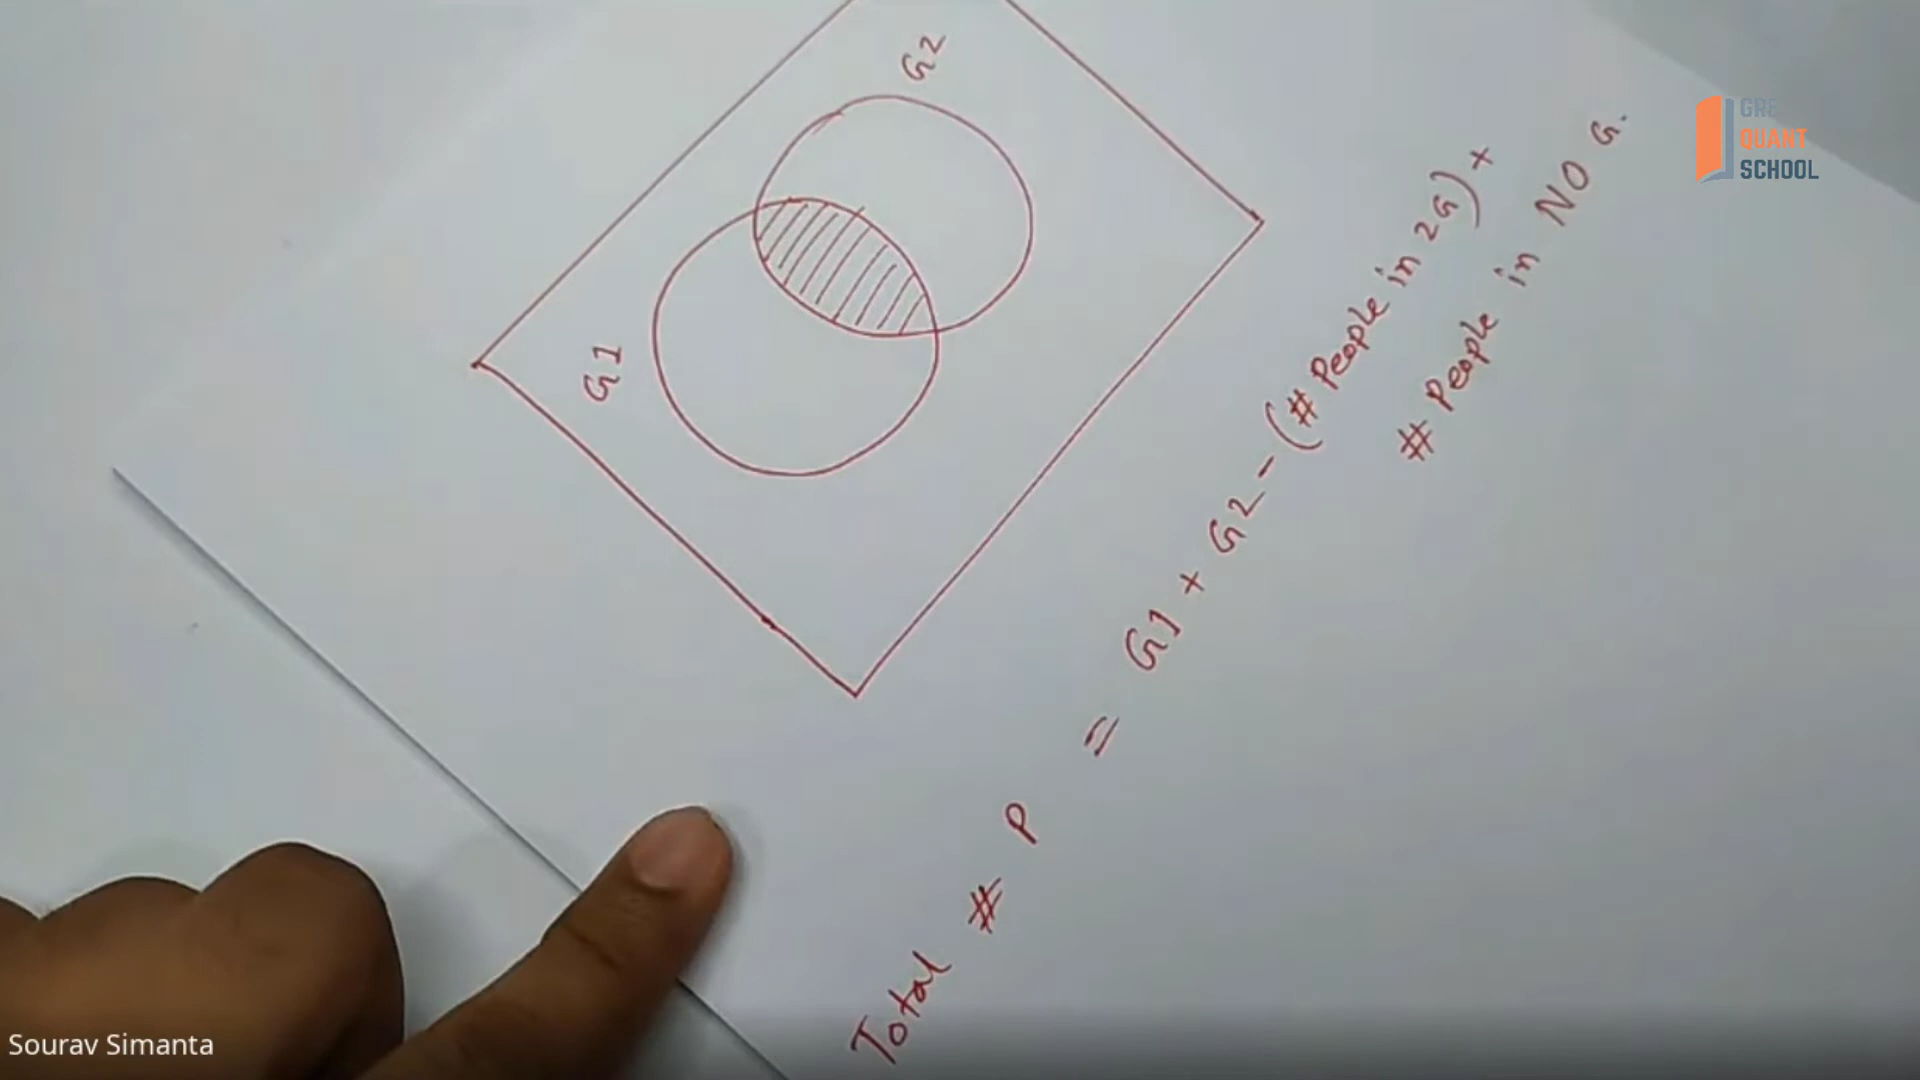 G2
G1
Total # P = G1 + G2 - (# People in 2G) +
# People in NO G.
GRE
QUANT
SCHOOL
Sourav Simanta